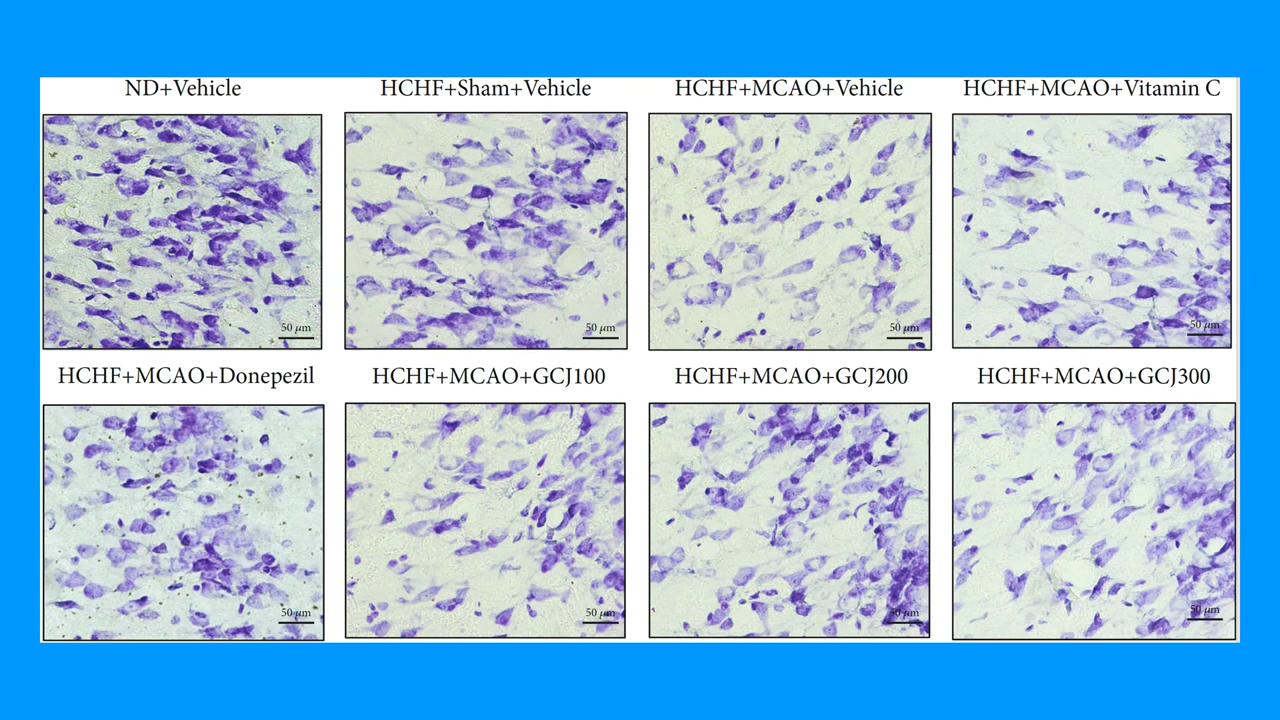 ND+Vehicle
HCHF+Sham+Vehicle
HCHF+MCAO+Vehicle
HCHF+MCAO+Vitamin C
50 μm
50 μm
50 μm
50 μm
HCHF+MCAO+Donepezil
HCHF+MCAO+GCJ100
HCHF+MCAO+GCJ200
HCHF+MCAO+GCJ300
50 μm
50 μm
50 μm
50 μm